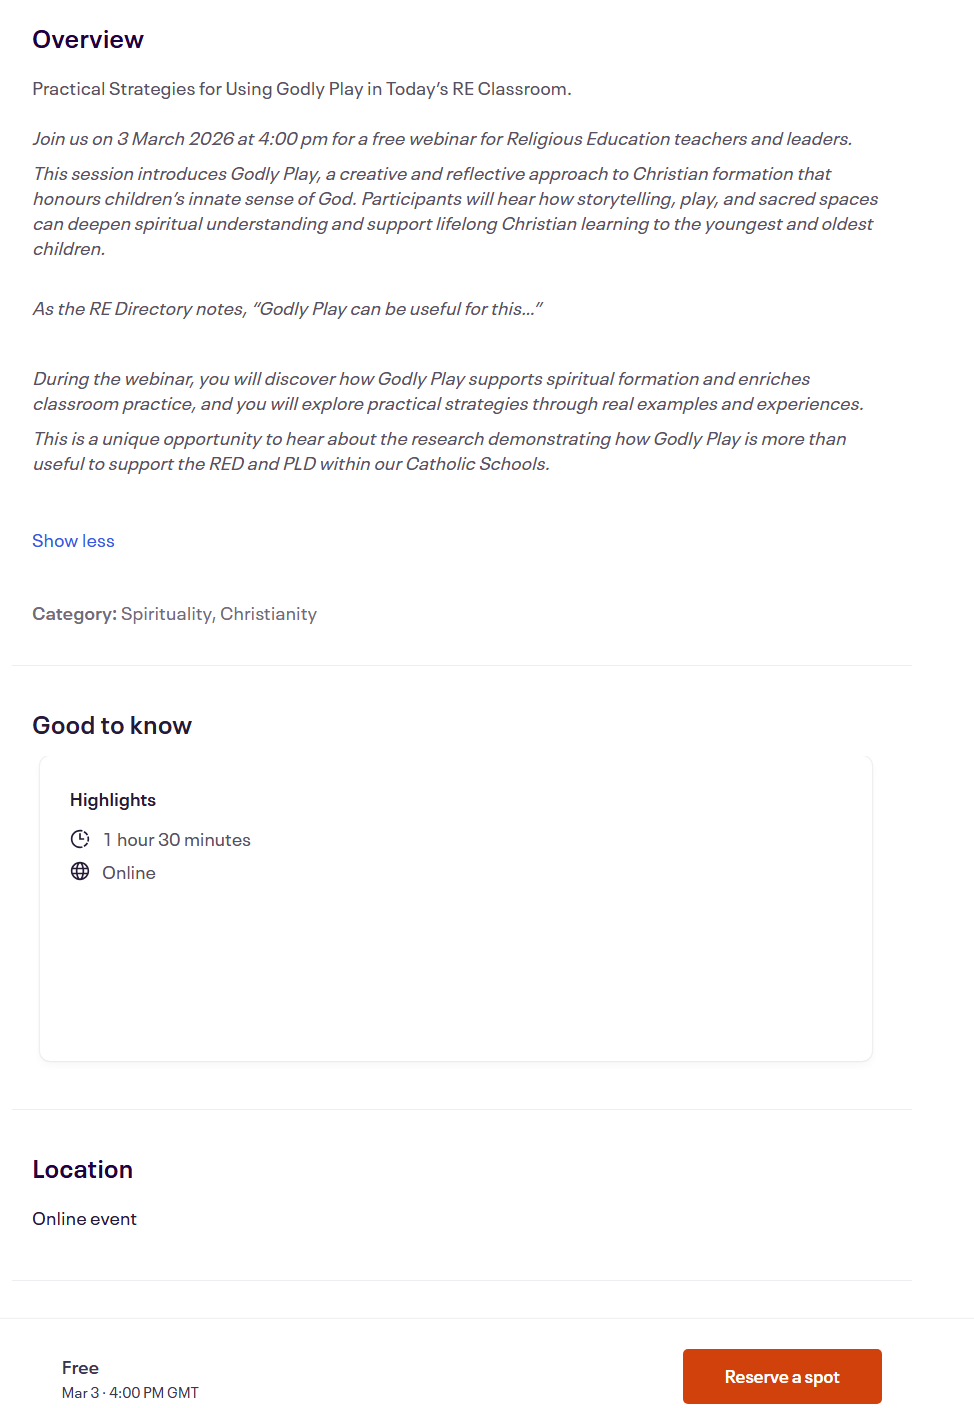 Overview
Practical Strategies for Using Godly Play in Today’s RE Classroom.
Join us on 3 March 2026 at 4:00 pm for a free webinar for Religious Education teachers and leaders.
This session introduces Godly Play, a creative and reflective approach to Christian formation that
honours children’s innate sense of God. Participants will hear how storytelling, play, and sacred spaces
can deepen spiritual understanding and support lifelong Christian learning to the youngest and oldest
children.
As the RE Directory notes, “Godly Play can be useful for this…”
During the webinar, you will discover how Godly Play supports spiritual formation and enriches
classroom practice, and you will explore practical strategies through real examples and experiences.
This is a unique opportunity to hear about the research demonstrating how Godly Play is more than
useful to support the RED and PLD within our Catholic Schools.
Show less
Category: Spirituality, Christianity
Good to know
Highlights
1 hour 30 minutes
Online
Location
Online event
Free
Mar 3 · 4:00 PM GMT
Reserve a spot